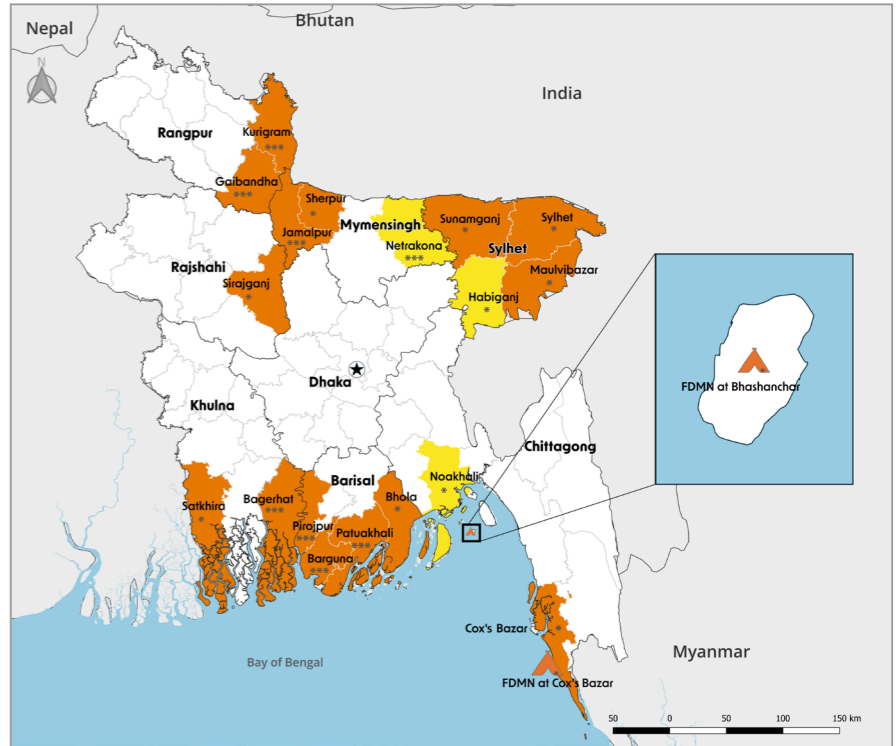 Nepal
Bhutan
N
India
Rangpur
Kurigram
***
Gaibandha
***
Sherpur
*
Jamalpur
***
Mymensingh
Netrakona
***
Sunamganj
*
Sylhet
*
Sylhet
Maulvibazar
*
Habiganj
*
Rajshahi
Sirajganj
*
Dhaka
Khulna
FDMN at Bhashanchar
Chittagong
Barisal
Noakhali
*
Satkhira
*
Bagerhat
***
Bhola
*
Pirojpur
***
Patuakhali
***
Barguna
***
Cox's Bazar
*
Bay of Bengal
Myanmar
FDMN at Cox's Bazar
50 0 50 100 150 km